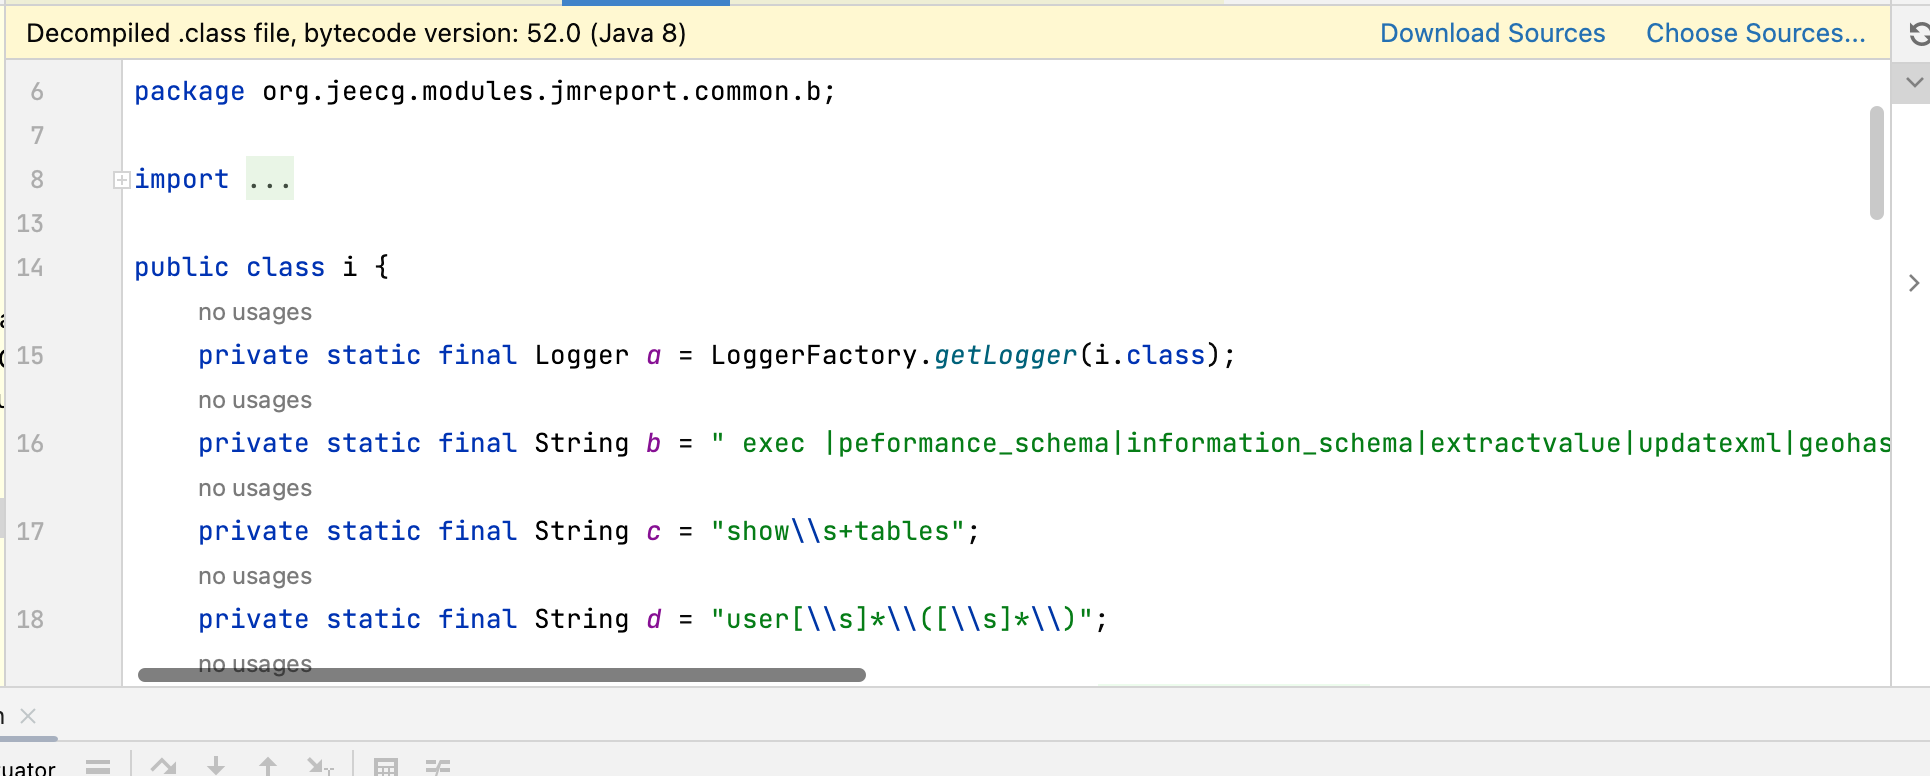 Decompiled .class file, bytecode version: 52.0 (Java 8) Download Sources Choose Sources...
6 package org.jeecg.modules.jmreport.common.b;
7
8 import ...
13
14 public class i {
no usages
15 private static final Logger a = LoggerFactory.getLogger(i.class);
no usages
16 private static final String b = " exec |peformance_schema|information_schema|extractvalue|updatexml|geohas
no usages
17 private static final String c = "show\\s+tables";
no usages
18 private static final String d = "user[\\s]*\\([\\s]*\\)";
no usages
uator